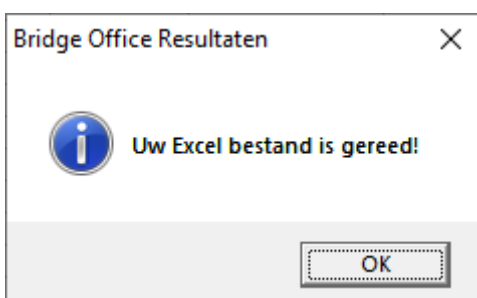 Bridge Office Resultaten
Uw Excel bestand is gereed!
OK